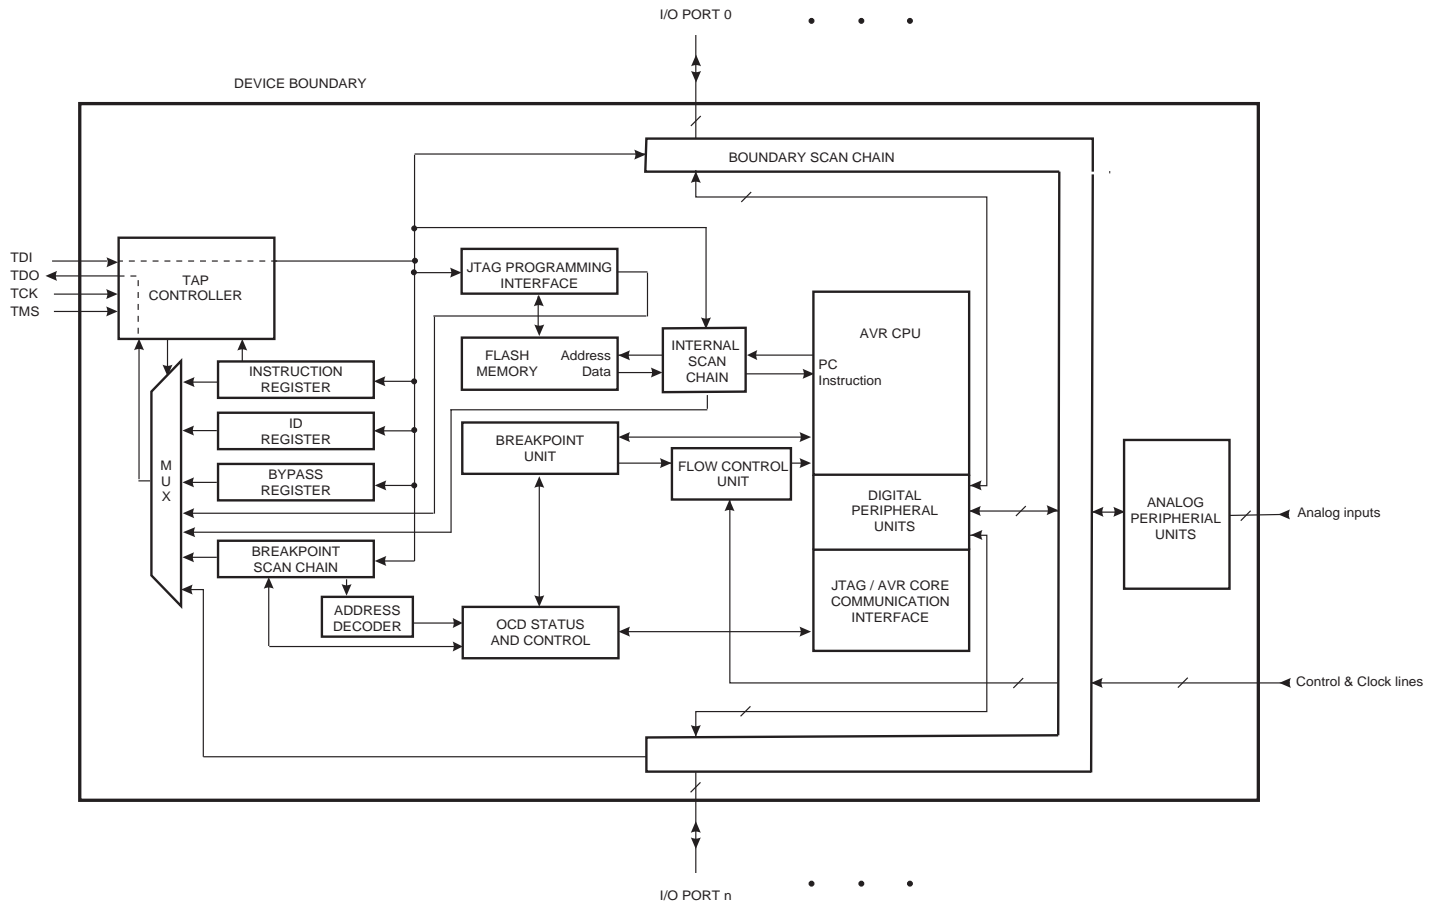 I/O PORT 0
DEVICE BOUNDARY
BOUNDARY SCAN CHAIN
TDI
TDO
TCK
TMS
TAP
CONTROLLER
JTAG PROGRAMMING
INTERFACE
AVR CPU
FLASH
MEMORY
Address
Data
INTERNAL
SCAN
CHAIN
PC
Instruction
INSTRUCTION
REGISTER
ID
REGISTER
M
U
X
BYPASS
REGISTER
BREAKPOINT
UNIT
FLOW CONTROL
UNIT
DIGITAL
PERIPHERAL
UNITS
ANALOG
PERIPHERIAL
UNITS
Analog inputs
BREAKPOINT
SCAN CHAIN
ADDRESS
DECODER
OCD STATUS
AND CONTROL
JTAG / AVR CORE
COMMUNICATION
INTERFACE
Control & Clock lines
I/O PORT n